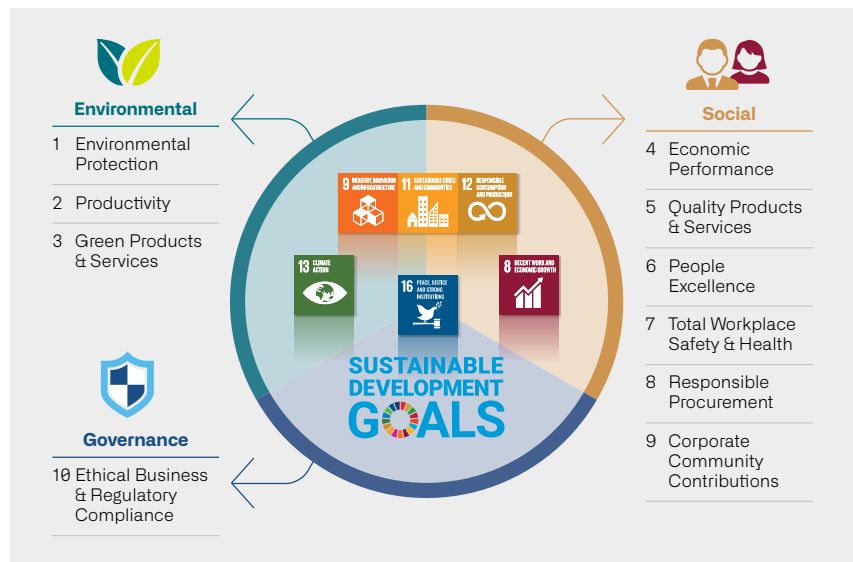 Environmental
1 Environmental
Protection
2 Productivity
3 Green Products
& Services
Governance
10 Ethical Business
& Regulatory
Compliance
9 INDUSTRY, INNOVATION
AND INFRASTRUCTURE
11 SUSTAINABLE CITIES
AND COMMUNITIES
12 RESPONSIBLE
CONSUMPTION
AND PRODUCTION
13 CLIMATE
ACTION
16 PEACE, JUSTICE
AND STRONG
INSTITUTIONS
8 DECENT WORK AND
ECONOMIC GROWTH
SUSTAINABLE
DEVELOPMENT
GOALS
Social
4 Economic
Performance
5 Quality Products
& Services
6 People
Excellence
7 Total Workplace
Safety & Health
8 Responsible
Procurement
9 Corporate
Community
Contributions